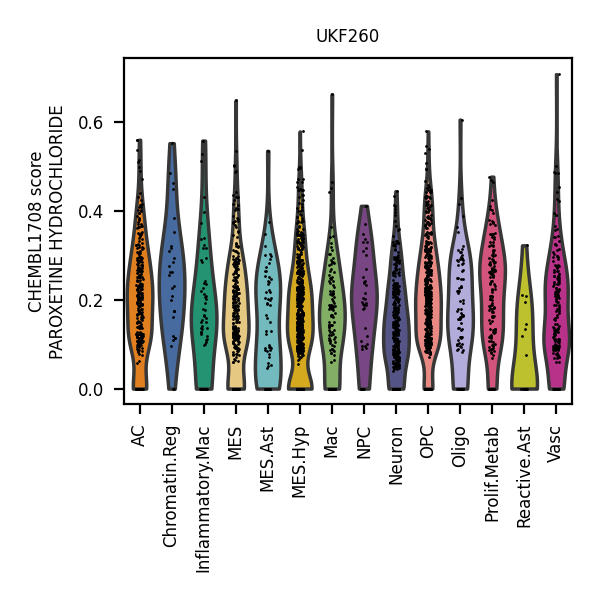 UKF260
CHEMBL1708 score
PAROXETINE HYDROCHLORIDE
0.6
0.4
0.2
0.0
AC
Chromatin.Reg
Inflammatory.Mac
MES
MES.Ast
MES.Hyp
Mac
NPC
Neuron
OPC
Oligo
Prolif.Metab
Reactive.Ast
Vasc